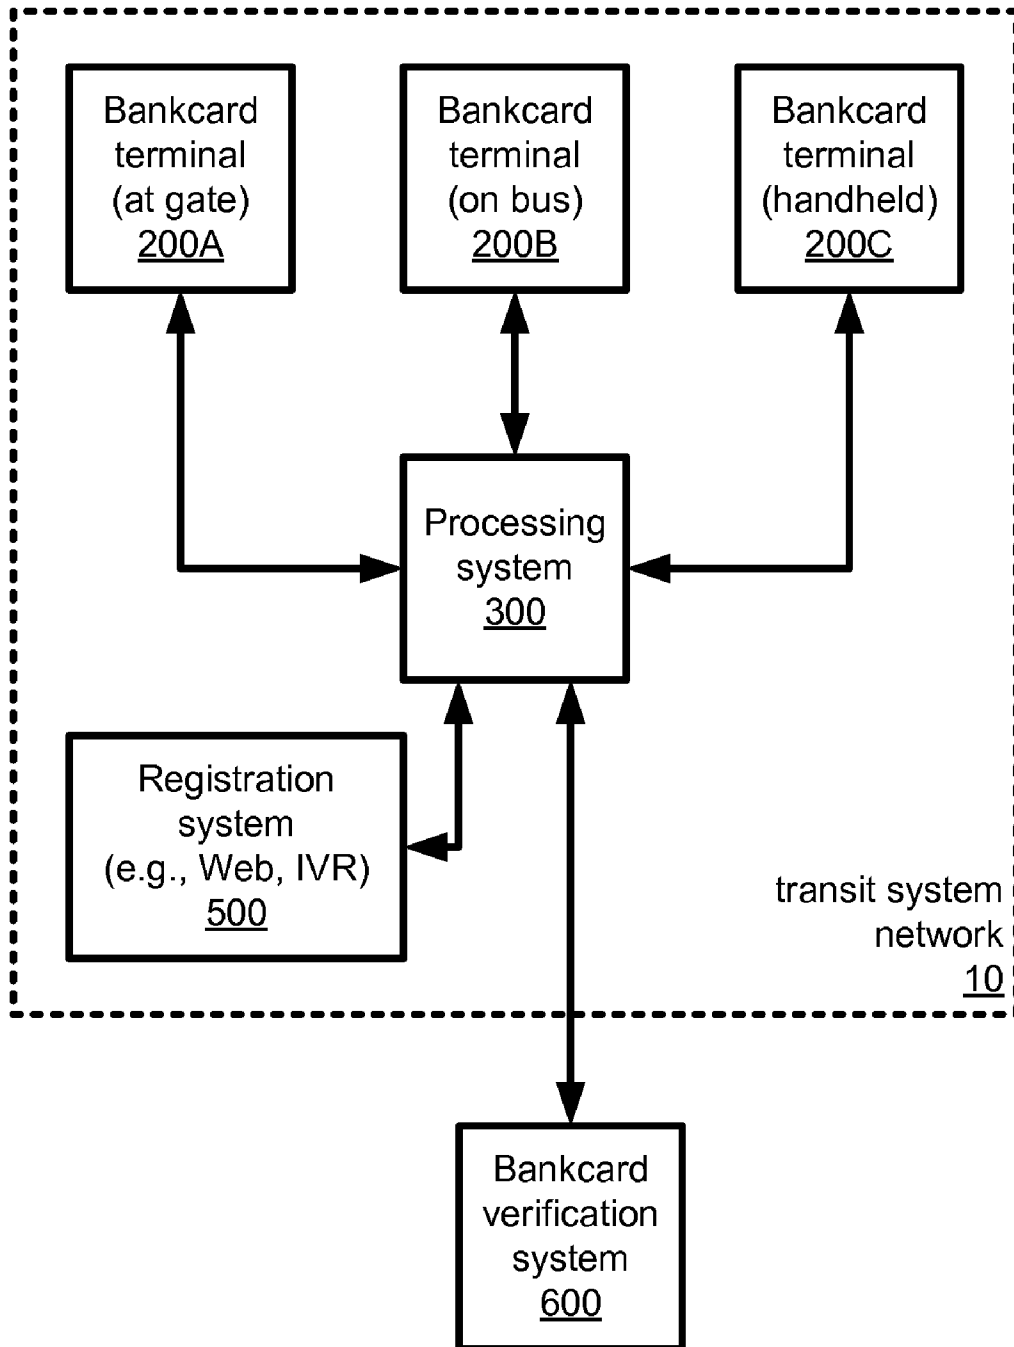 Bankcard
terminal
(at gate)
200A
Bankcard
terminal
(on bus)
200B
Bankcard
terminal
(handheld)
200C
Processing
system
300
Registration
system
(e.g., Web, IVR)
500
transit system
network
10
Bankcard
verification
system
600